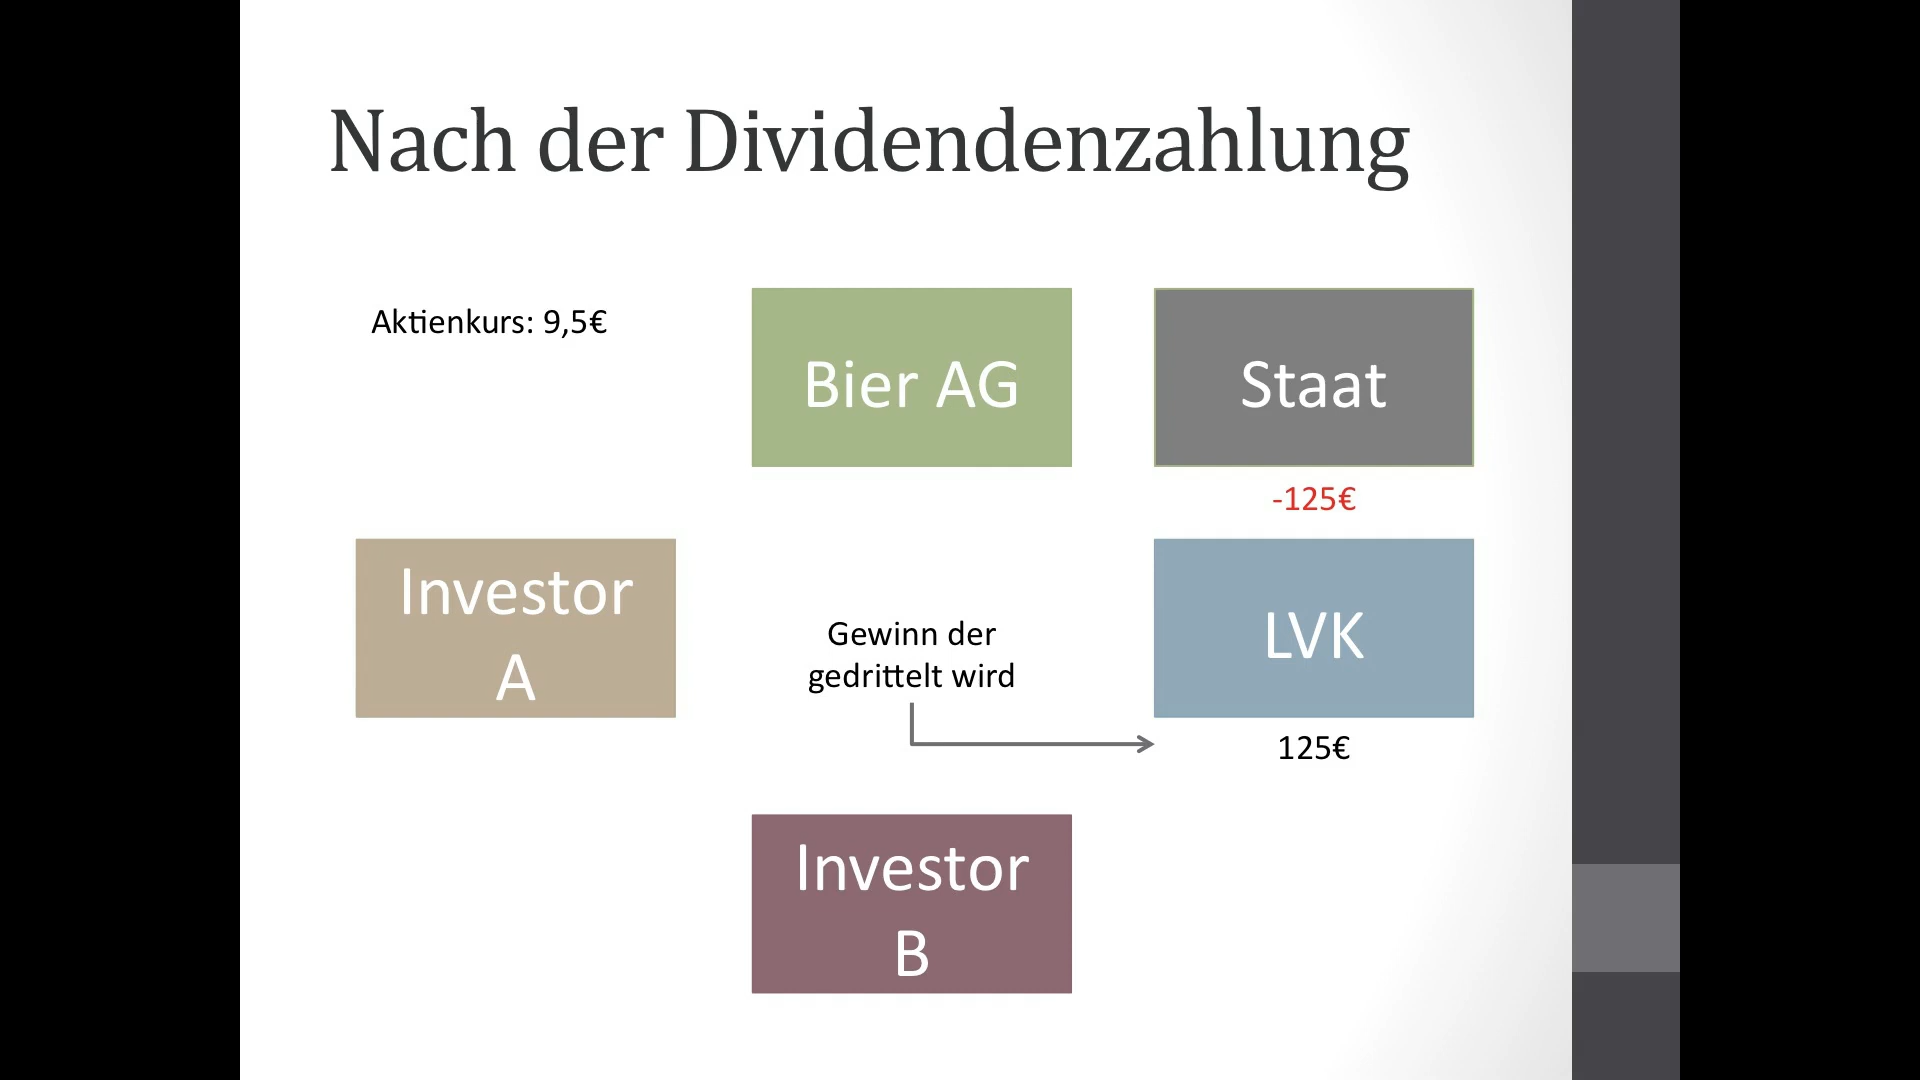 Nach der Dividendenzahlung
Aktienkurs: 9,5€
Bier AG
Staat
-125€
Investor
A
Gewinn der
gedrittelt wird
LVK
125€
Investor
B